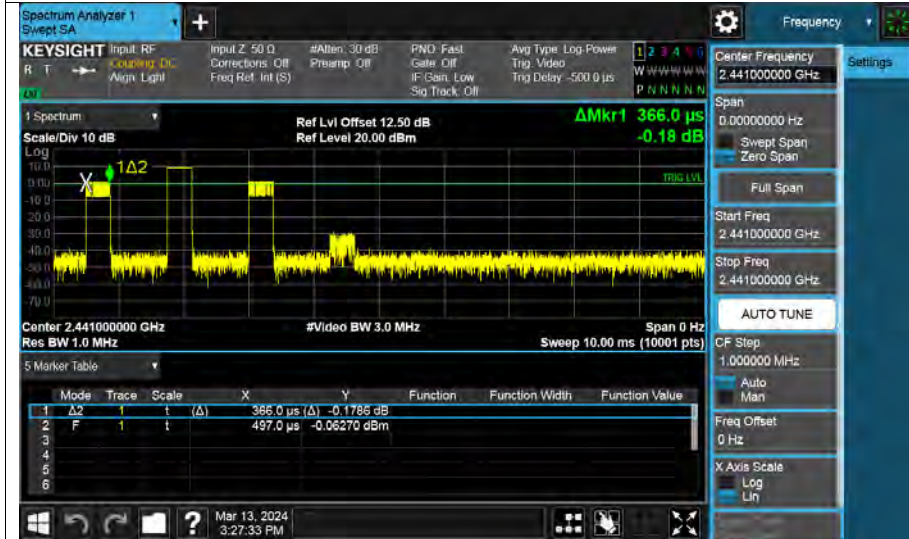 Spectrum Analyzer 1
Swept SA
+
Frequency
KEYSIGHT Input: RF
R T Coupling: DC
Align: Light
Input Z: 50 Ω
Corrections: Off
Freq Ref: Int (S)
#Atten: 30 dB
Preamp: Off
PNO: Fast
Gate: Off
IF Gain: Low
Sig Track: Off
Avg Type: Log-Power
Trig: Video
Trig Delay: -500.0 µs
1 2 3 4 5 6
W W W W W W
P N N N N N
1 Spectrum
Scale/Div 10 dB
Ref Lvl Offset 12.50 dB
Ref Level 20.00 dBm
ΔMkr1 366.0 µs
-0.18 dB
Log
10.0
0.00
-10.0
-20.0
-30.0
-40.0
-50.0
-60.0
-70.0
X
1Δ2
TRIG LVL
Center 2.441000000 GHz
Res BW 1.0 MHz
#Video BW 3.0 MHz
Span 0 Hz
Sweep 10.00 ms (10001 pts)
5 Marker Table
Mode Trace Scale X Y Function Function Width Function Value
1 Δ2 1 t (Δ) 366.0 µs (Δ) -0.1786 dB
2 F 1 t 497.0 µs -0.06270 dBm
3
4
5
6
?
Mar 13, 2024
3:27:33 PM
Center Frequency
2.441000000 GHz
Span
0.00000000 Hz
Swept Span
Zero Span
Full Span
Start Freq
2.441000000 GHz
Stop Freq
2.441000000 GHz
AUTO TUNE
CF Step
1.000000 MHz
Auto
Man
Freq Offset
0 Hz
X Axis Scale
Log
Lin
Settings